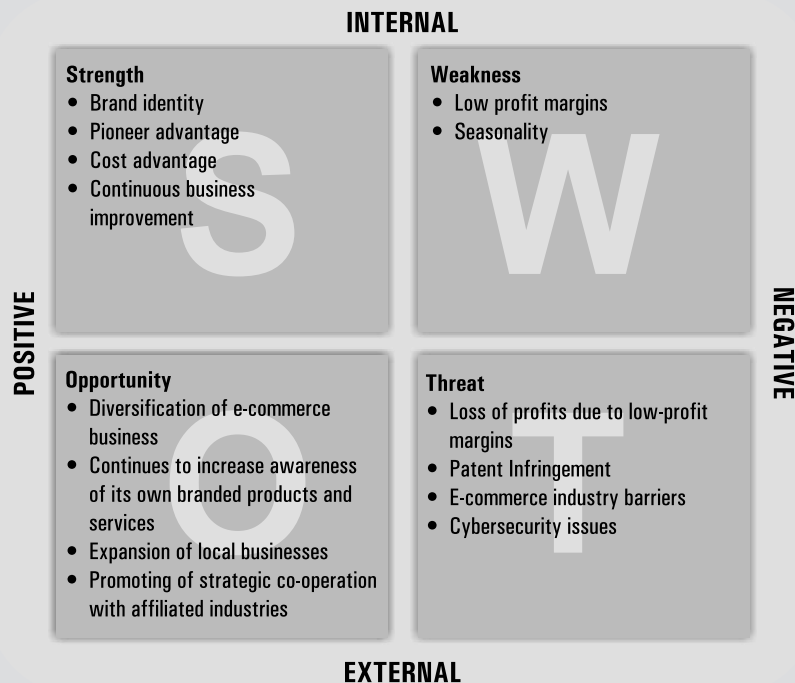 INTERNAL
Strength
• Brand identity
• Pioneer advantage
• Cost advantage
• Continuous business
improvement
S
Weakness
• Low profit margins
• Seasonality
W
POSITIVE
NEGATIVE
Opportunity
• Diversification of e-commerce
business
• Continues to increase awareness
of its own branded products and
services
• Expansion of local businesses
• Promoting of strategic co-operation
with affiliated industries
O
Threat
• Loss of profits due to low-profit
margins
• Patent Infringement
• E-commerce industry barriers
• Cybersecurity issues
T
EXTERNAL